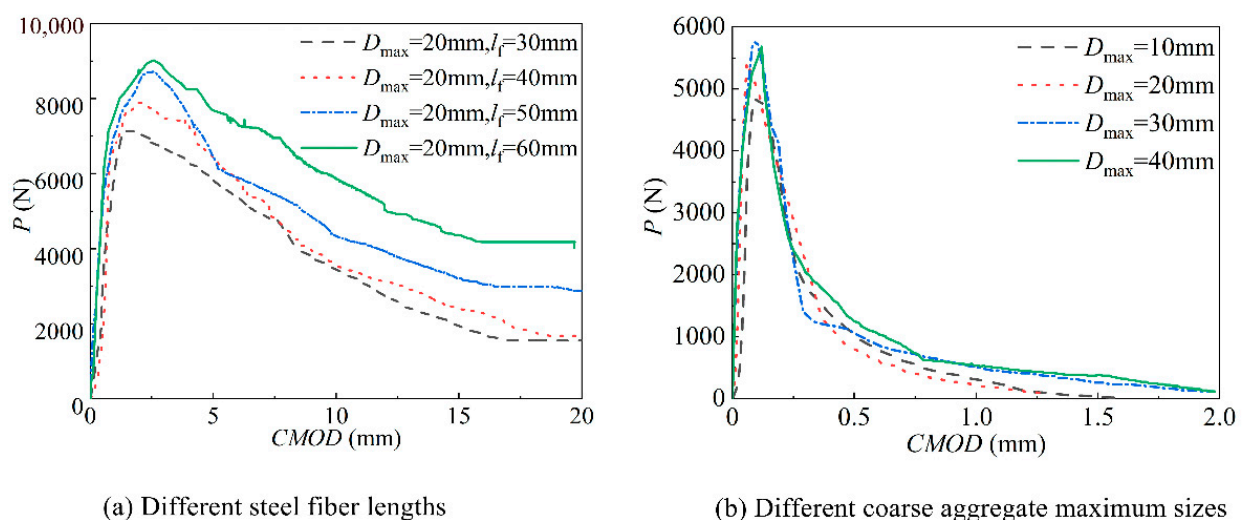 10,000
8000
6000
4000
2000
0
P (N)
0 5 10 15 20
CMOD (mm)
Dmax=20mm,lf=30mm
Dmax=20mm,lf=40mm
Dmax=20mm,lf=50mm
Dmax=20mm,lf=60mm
(a) Different steel fiber lengths
6000
5000
4000
3000
2000
1000
0
P (N)
0 0.5 1.0 1.5 2.0
CMOD (mm)
Dmax=10mm
Dmax=20mm
Dmax=30mm
Dmax=40mm
(b) Different coarse aggregate maximum sizes